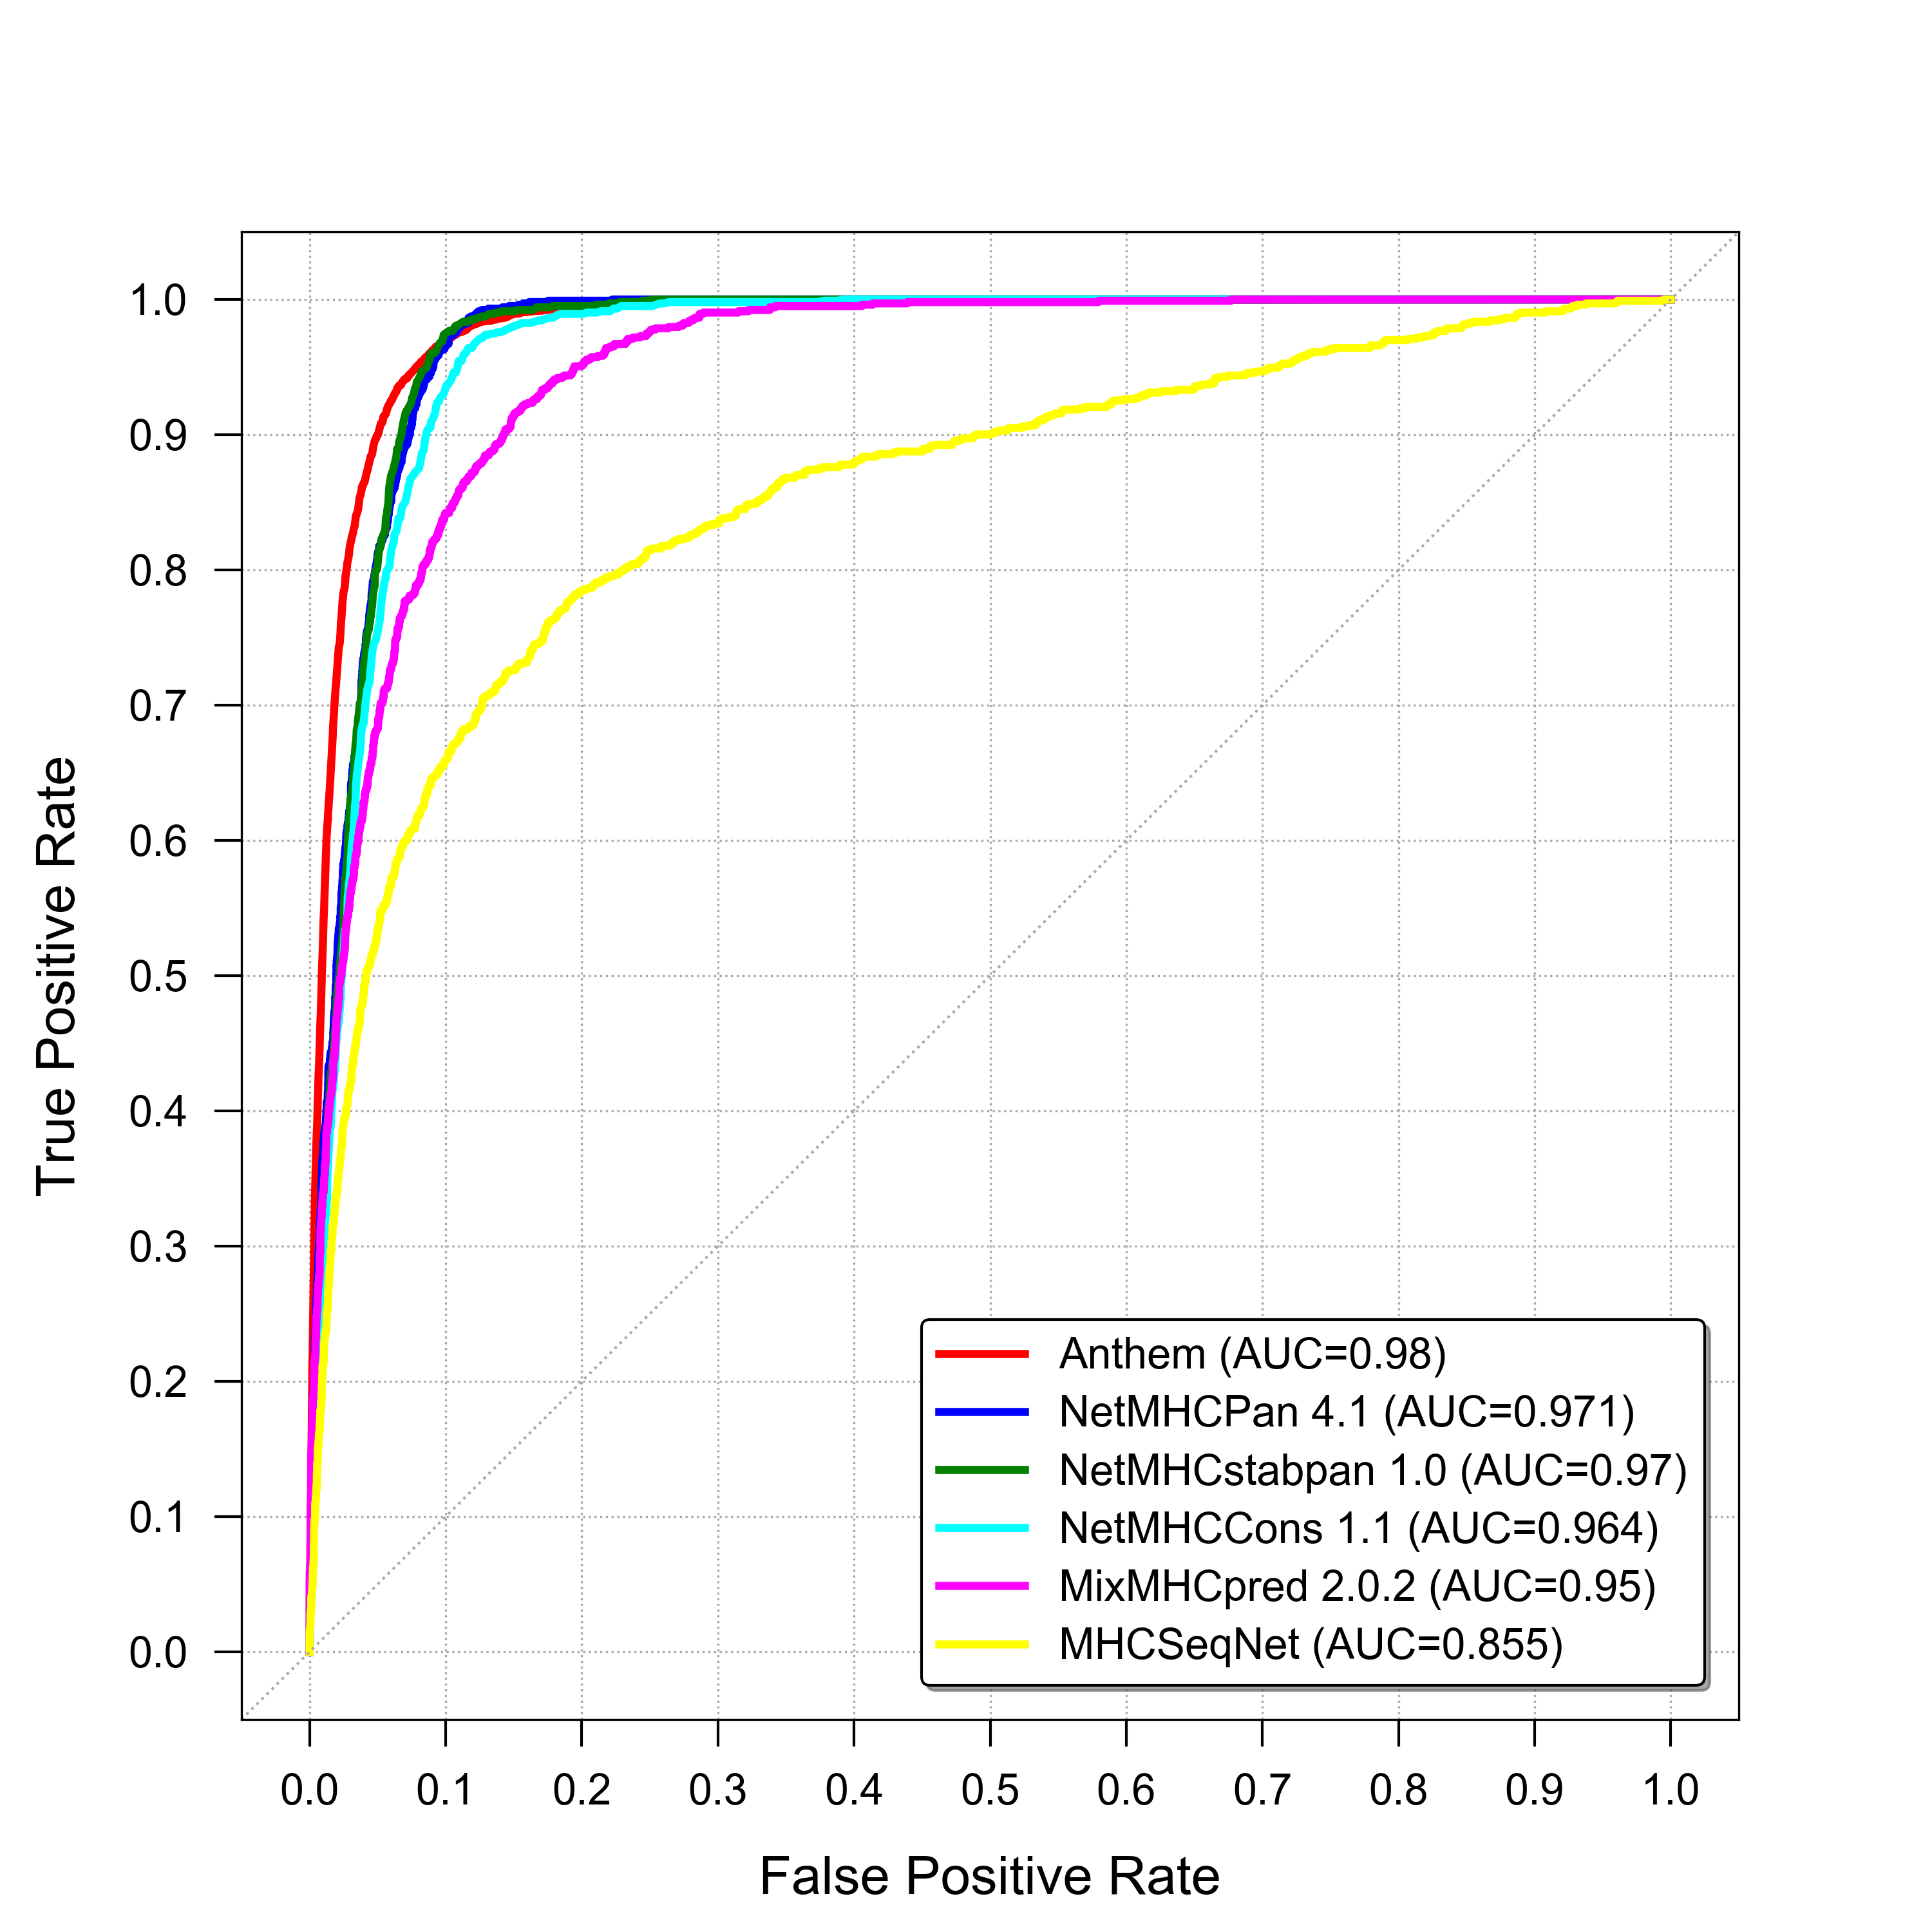 1.0
0.9
0.8
0.7
0.6
0.5
0.4
0.3
0.2
0.1
0.0
True Positive Rate
Anthem (AUC=0.98)
NetMHCPan 4.1 (AUC=0.971)
NetMHCstabpan 1.0 (AUC=0.97)
NetMHCCons 1.1 (AUC=0.964)
MixMHCpred 2.0.2 (AUC=0.95)
MHCSeqNet (AUC=0.855)
0.0 0.1 0.2 0.3 0.4 0.5 0.6 0.7 0.8 0.9 1.0
False Positive Rate